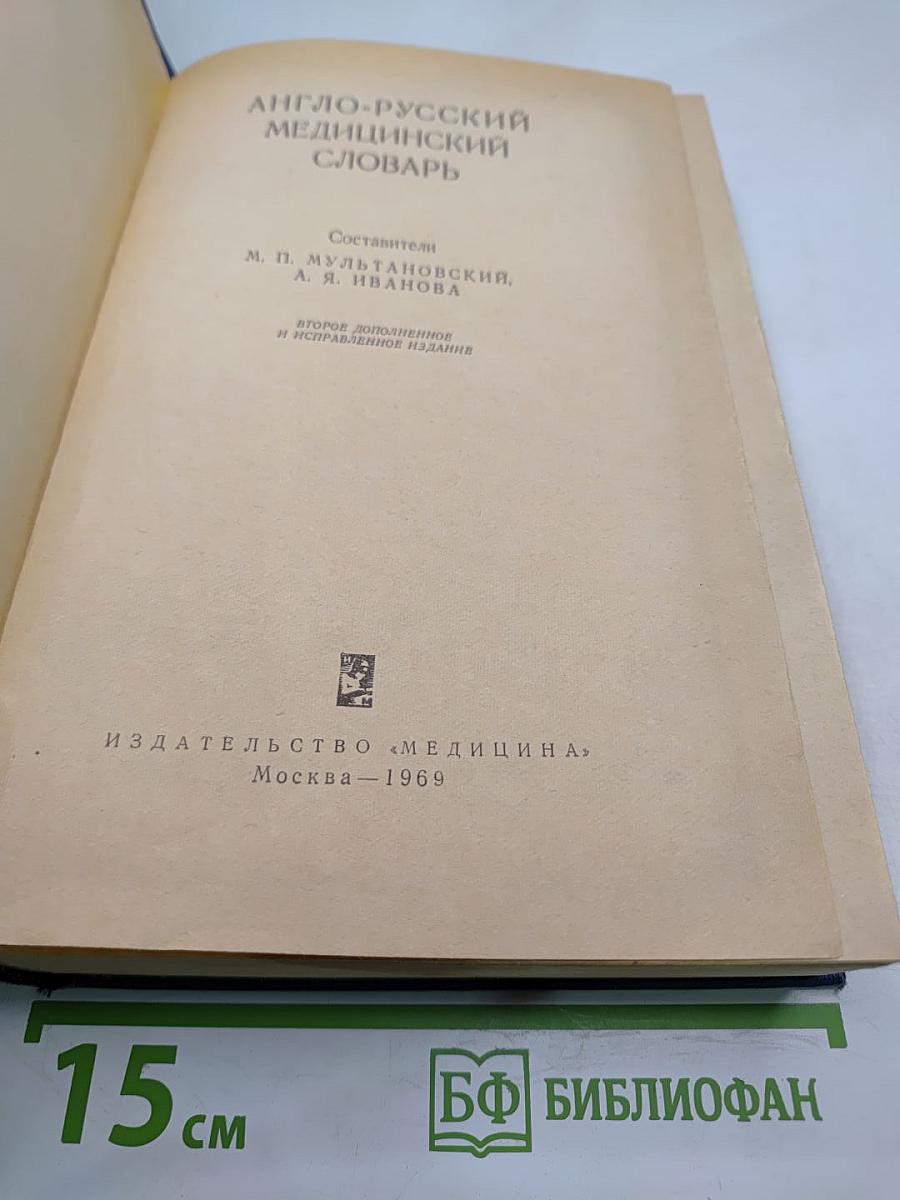 АНГЛО-РУССКИЙ
МЕДИЦИНСКИЙ
СЛОВАРЬ
Составители
М. П. МУЛЬТАНОВСКИЙ,
А. Я. ИВАНОВА
ВТОРОЕ ДОПОЛНЕННОЕ
И ИСПРАВЛЕННОЕ ИЗДАНИЕ
И
М
ИЗДАТЕЛЬСТВО «МЕДИЦИНА»
Москва — 1969
15 см
БФ БИБЛИОФАН